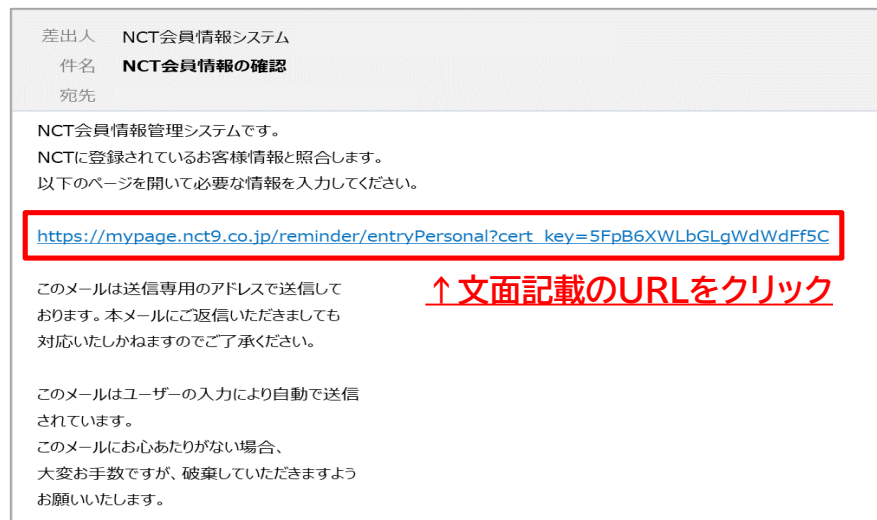 差出人 NCT会員情報システム
件名 NCT会員情報の確認
宛先
NCT会員情報管理システムです。
NCTに登録されているお客様情報と照合します。
以下のページを開いて必要な情報を入力してください。
https://mypage.nct9.co.jp/reminder/entryPersonal?cert_key=5FpB6XWLbGLgWdWdFf5C
↑文面記載のURLをクリック
このメールは送信専用のアドレスで送信して
おります。本メールにご返信いただきましても
対応いたしかねますのでご了承ください。
このメールはユーザーの入力により自動で送信
されています。
このメールにお心あたりがない場合、
大変お手数ですが、破棄していただきますよう
お願いいたします。